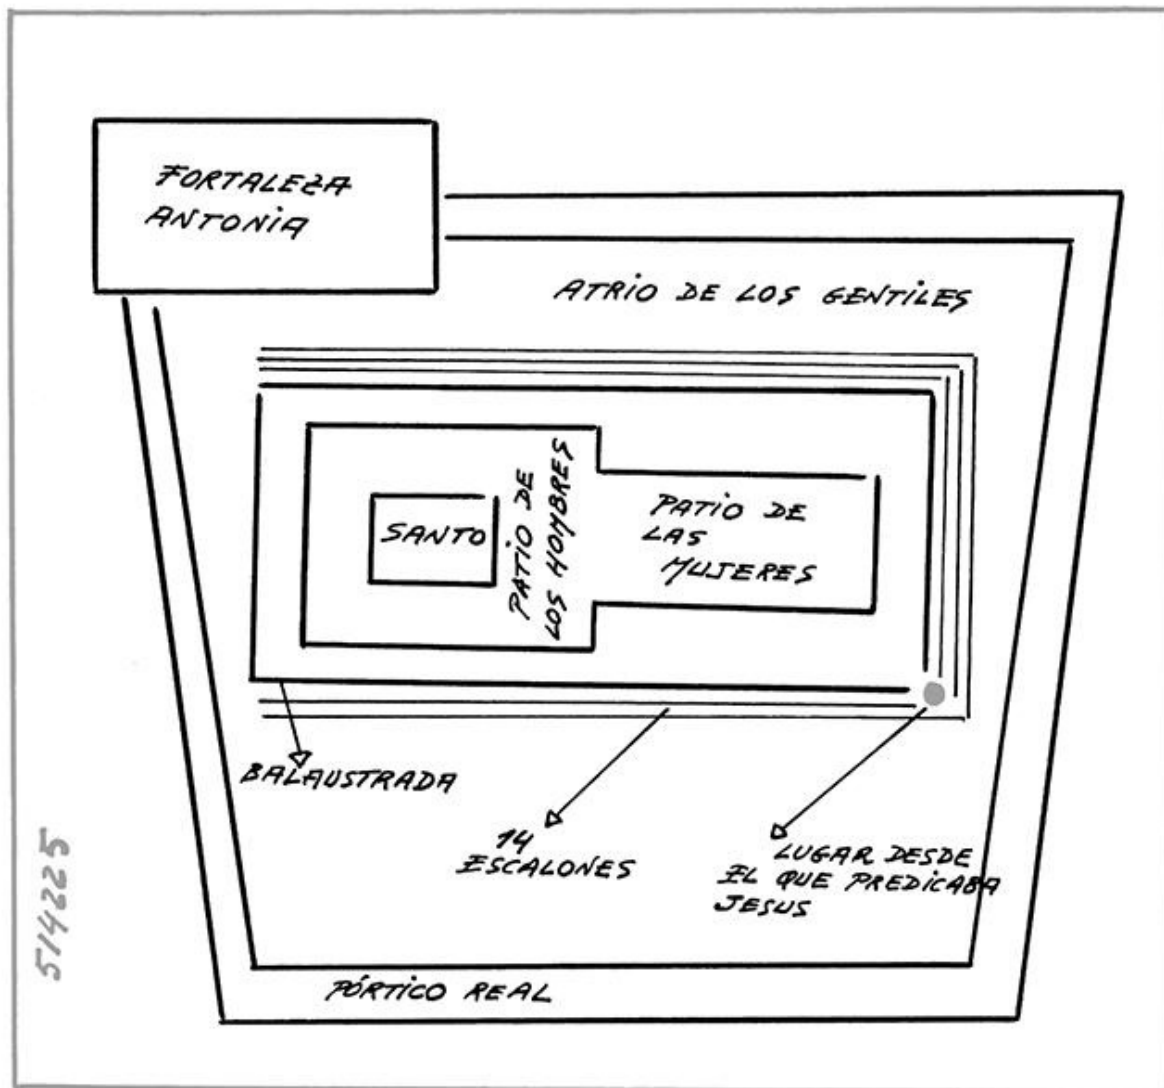 FORTALEZA
ANTONIA
ATRIO DE LOS GENTILES
SANTO
PATIO DE
LOS HOMBRES
PATIO DE
LAS
MUJERES
BALAUSTRADA
14
ESCALONES
LUGAR DESDE
EL QUE PREDICABA
JESUS
PÓRTICO REAL
514225